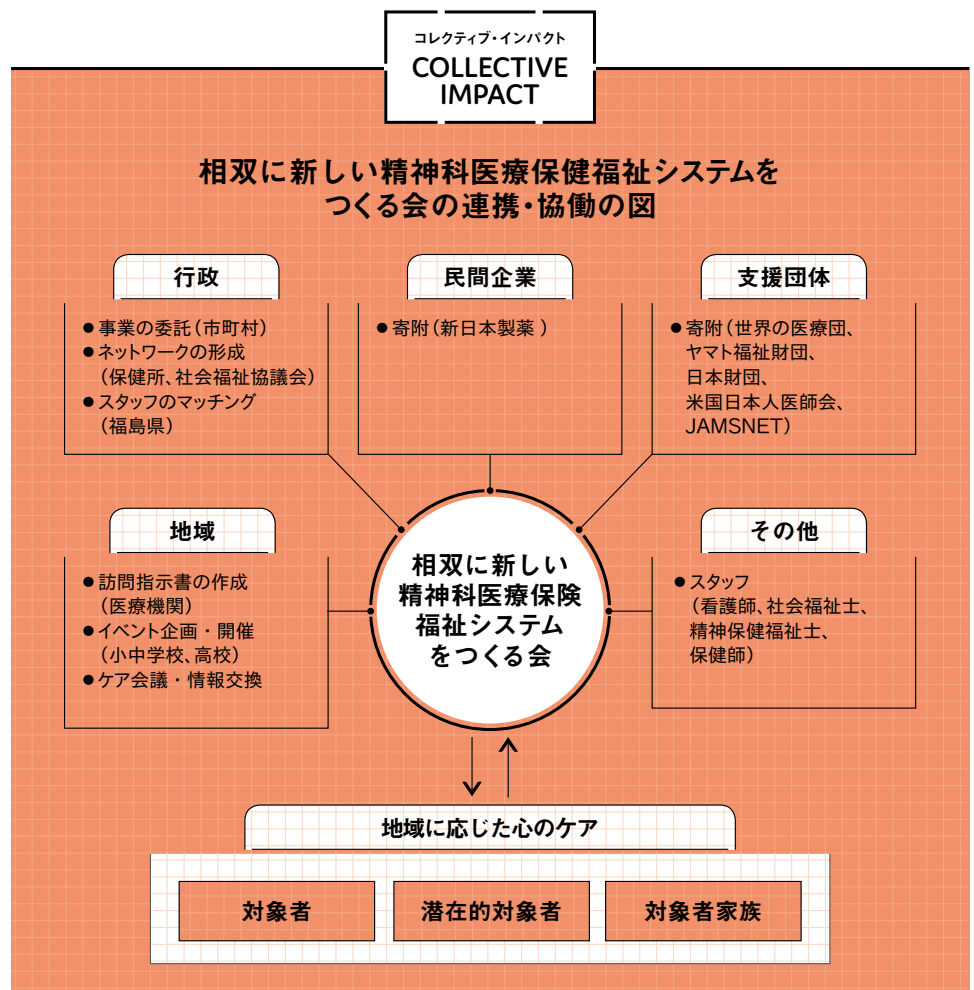 コレクティブ・インパクト
COLLECTIVE
IMPACT
相双に新しい精神科医療保健福祉システムを
つくる会の連携・協働の図
行政
●事業の委託(市町村)
●ネットワークの形成
(保健所、社会福祉協議会)
●スタッフのマッチング
(福島県)
民間企業
●寄附(新日本製薬 )
支援団体
●寄附(世界の医療団、
ヤマト福祉財団、
日本財団、
米国日本人医師会、
JAMSNET)
地域
●訪問指示書の作成
(医療機関)
●イベント企画・開催
(小中学校、高校)
●ケア会議・情報交換
相双に新しい
精神科医療保険
福祉システム
をつくる会
その他
●スタッフ
(看護師、社会福祉士、
精神保健福祉士、
保健師)
地域に応じた心のケア
対象者
潜在的対象者
対象者家族